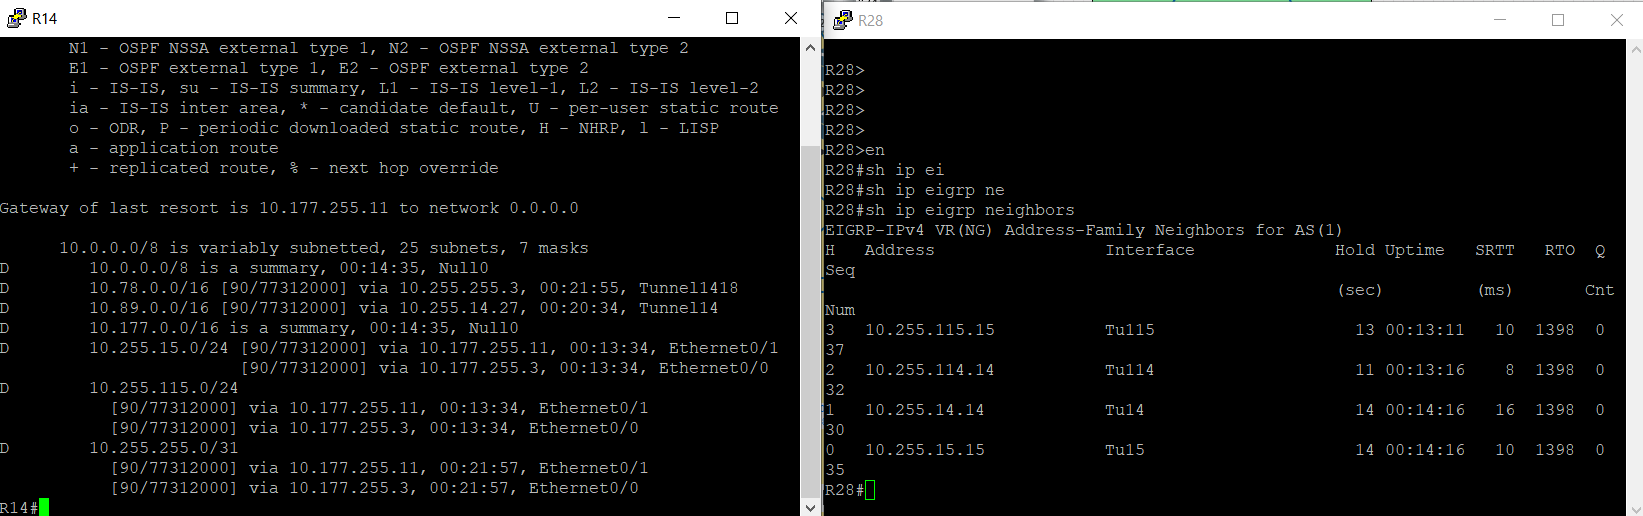 R14
N1 - OSPF NSSA external type 1, N2 - OSPF NSSA external type 2
E1 - OSPF external type 1, E2 - OSPF external type 2
i - IS-IS, su - IS-IS summary, L1 - IS-IS level-1, L2 - IS-IS level-2
ia - IS-IS inter area, * - candidate default, U - per-user static route
o - ODR, P - periodic downloaded static route, H - NHRP, l - LISP
a - application route
+ - replicated route, % - next hop override
Gateway of last resort is 10.177.255.11 to network 0.0.0.0
10.0.0.0/8 is variably subnetted, 25 subnets, 7 masks
D 10.0.0.0/8 is a summary, 00:14:35, Null0
D 10.78.0.0/16 [90/77312000] via 10.255.255.3, 00:21:55, Tunnel1418
D 10.89.0.0/16 [90/77312000] via 10.255.14.27, 00:20:34, Tunnel14
D 10.177.0.0/16 is a summary, 00:14:35, Null0
D 10.255.15.0/24 [90/77312000] via 10.177.255.11, 00:13:34, Ethernet0/1
[90/77312000] via 10.177.255.3, 00:13:34, Ethernet0/0
D 10.255.115.0/24
[90/77312000] via 10.177.255.11, 00:13:34, Ethernet0/1
[90/77312000] via 10.177.255.3, 00:13:34, Ethernet0/0
D 10.255.255.0/31
[90/77312000] via 10.177.255.11, 00:21:57, Ethernet0/1
[90/77312000] via 10.177.255.3, 00:21:57, Ethernet0/0
R14#
R28
R28>
R28>
R28>
R28>
R28>en
R28#sh ip ei
R28#sh ip eigrp ne
R28#sh ip eigrp neighbors
EIGRP-IPv4 VR(NG) Address-Family Neighbors for AS(1)
H Address Interface Hold Uptime SRTT RTO Q
Seq
(sec) (ms) Cnt
Num
3 10.255.115.15 Tu115 13 00:13:11 10 1398 0
37
2 10.255.114.14 Tu114 11 00:13:16 8 1398 0
32
1 10.255.14.14 Tu14 14 00:14:16 16 1398 0
30
0 10.255.15.15 Tu15 14 00:14:16 10 1398 0
35
R28#